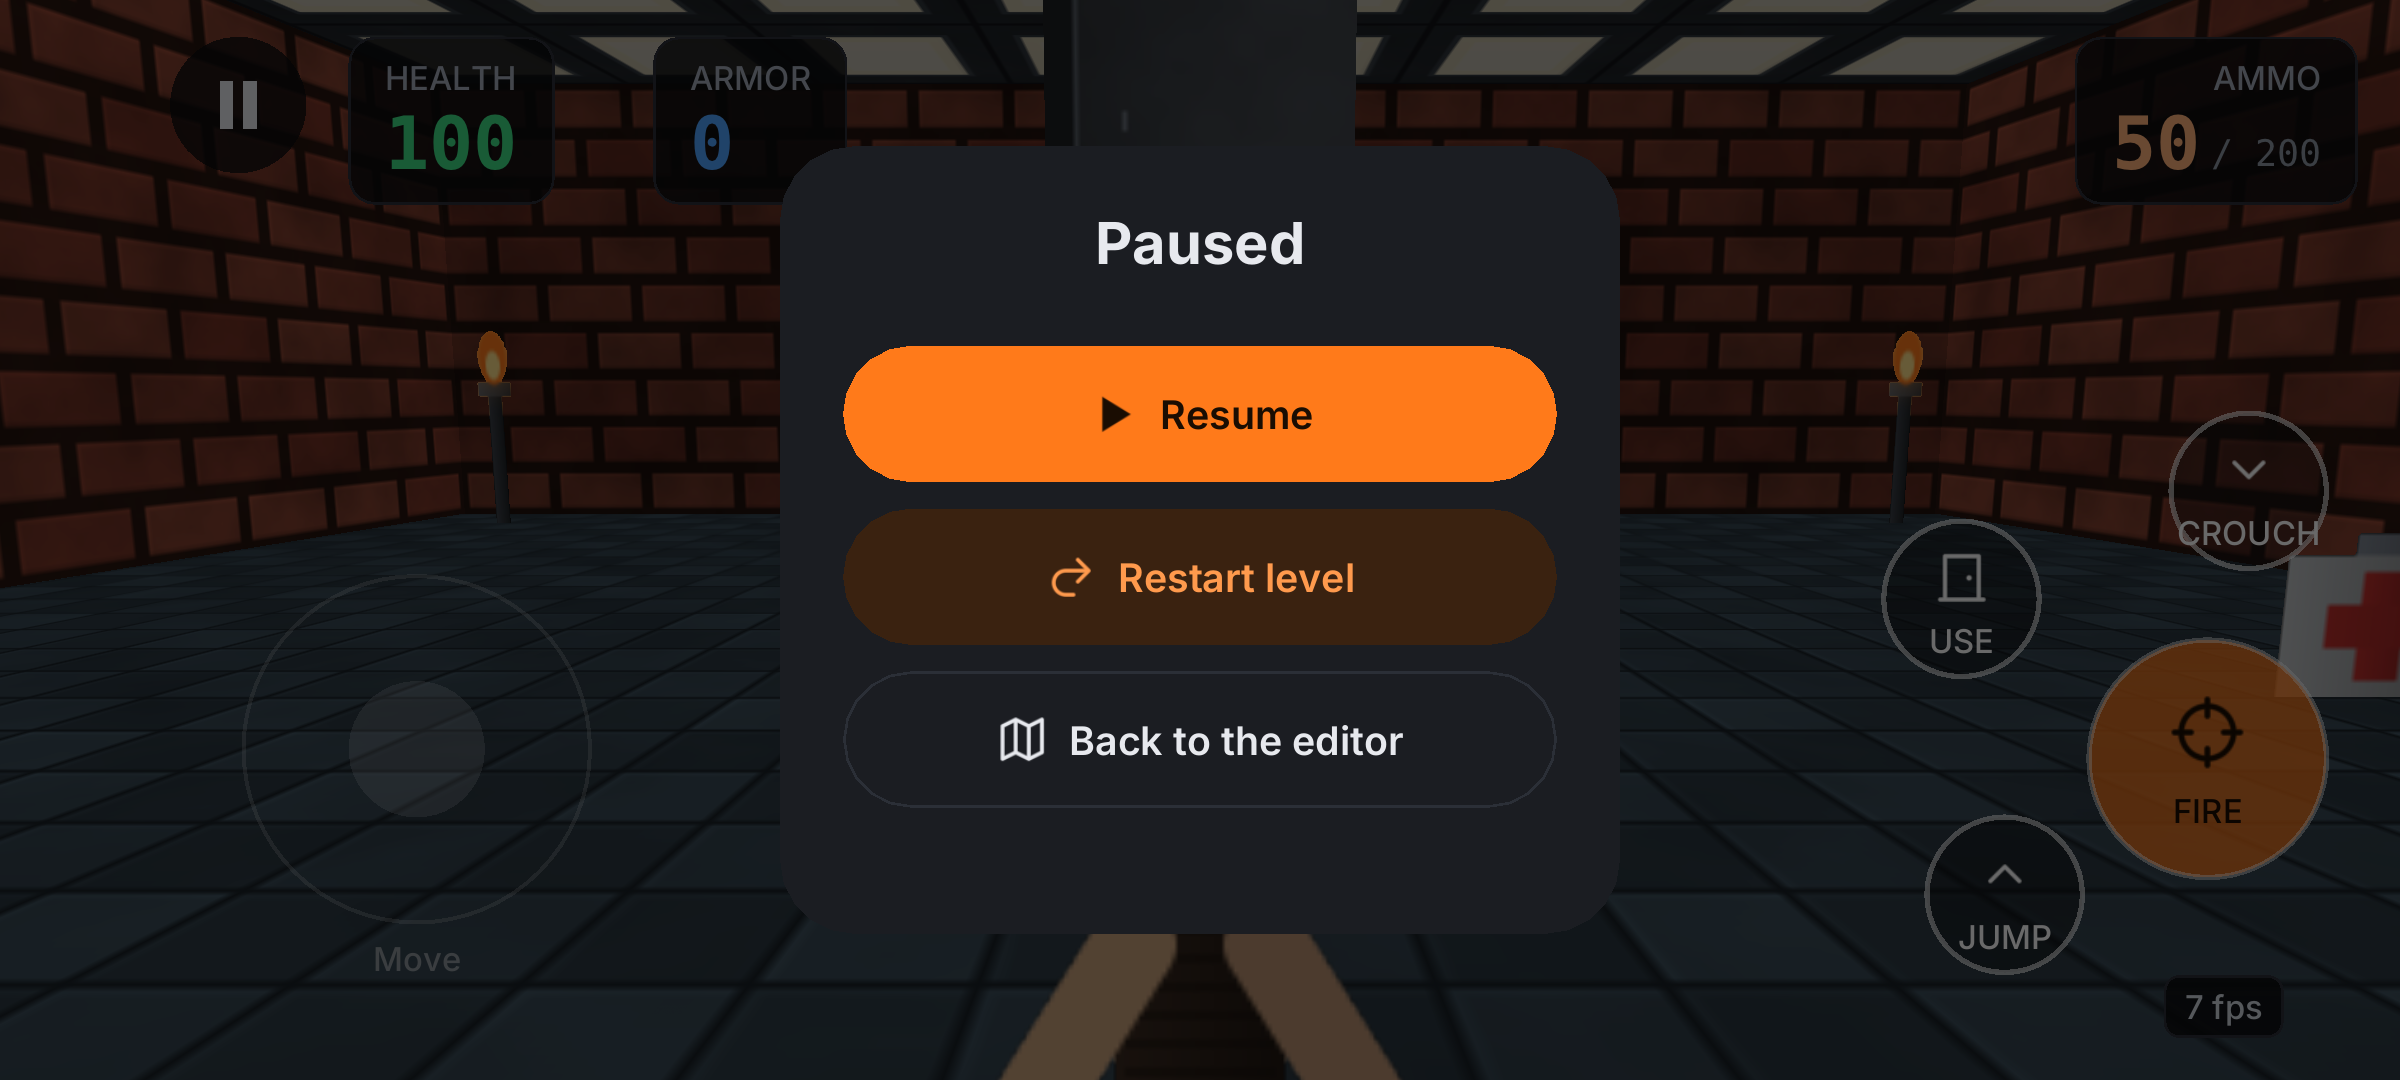 HEALTH
100
ARMOR
0
AMMO
50 / 200
Paused
Resume
Restart level
Back to the editor
CROUCH
USE
FIRE
JUMP
Move
7 fps